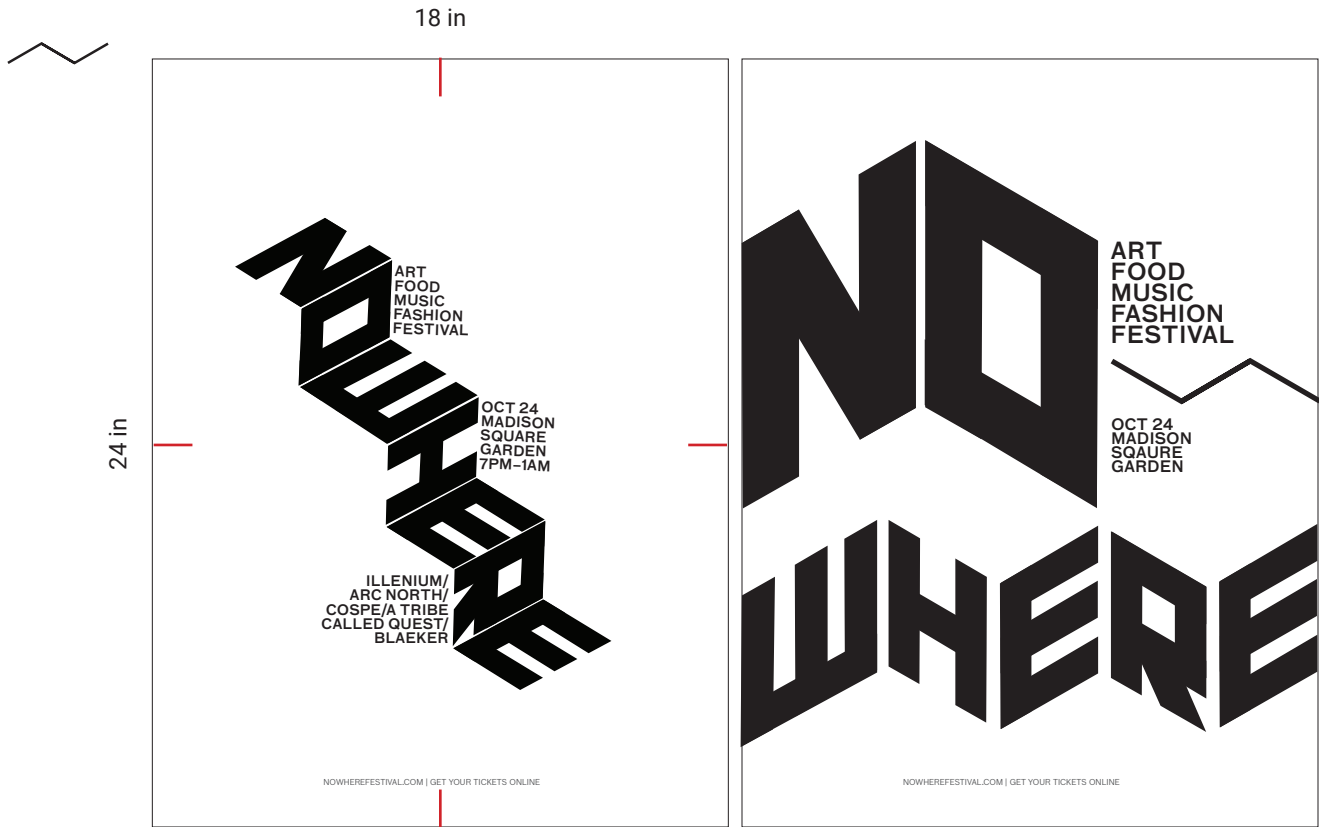 18 in
24 in
NOWHERE
ART
FOOD
MUSIC
FASHION
FESTIVAL
OCT 24
MADISON
SQUARE
GARDEN
7PM–1AM
ILLENIUM/
ARC NORTH/
COSPE/A TRIBE
CALLED QUEST/
BLAEKER
NOWHEREFESTIVAL.COM | GET YOUR TICKETS ONLINE
NO
ART
FOOD
MUSIC
FASHION
FESTIVAL
OCT 24
MADISON
SQAURE
GARDEN
WHERE
NOWHEREFESTIVAL.COM | GET YOUR TICKETS ONLINE